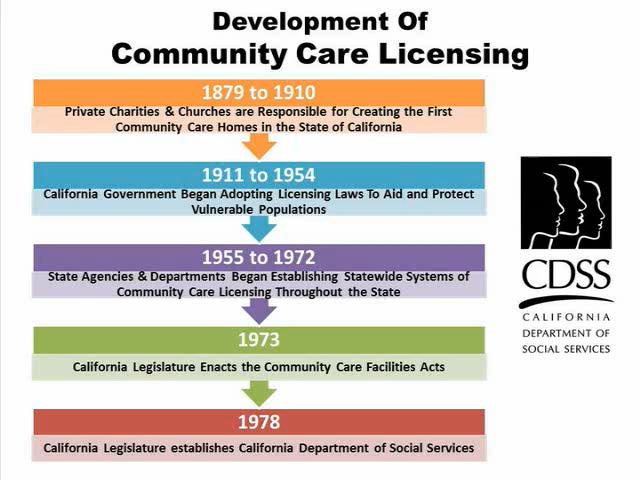 Development Of
Community Care Licensing
1879 to 1910
Private Charities & Churches are Responsible for Creating the First
Community Care Homes in the State of California
1911 to 1954
California Government Began Adopting Licensing Laws To Aid and Protect
Vulnerable Populations
1955 to 1972
State Agencies & Departments Began Establishing Statewide Systems of
Community Care Licensing Throughout the State
1973
California Legislature Enacts the Community Care Facilities Acts
1978
California Legislature establishes California Department of Social Services
CDSS
CALIFORNIA
DEPARTMENT OF
SOCIAL SERVICES